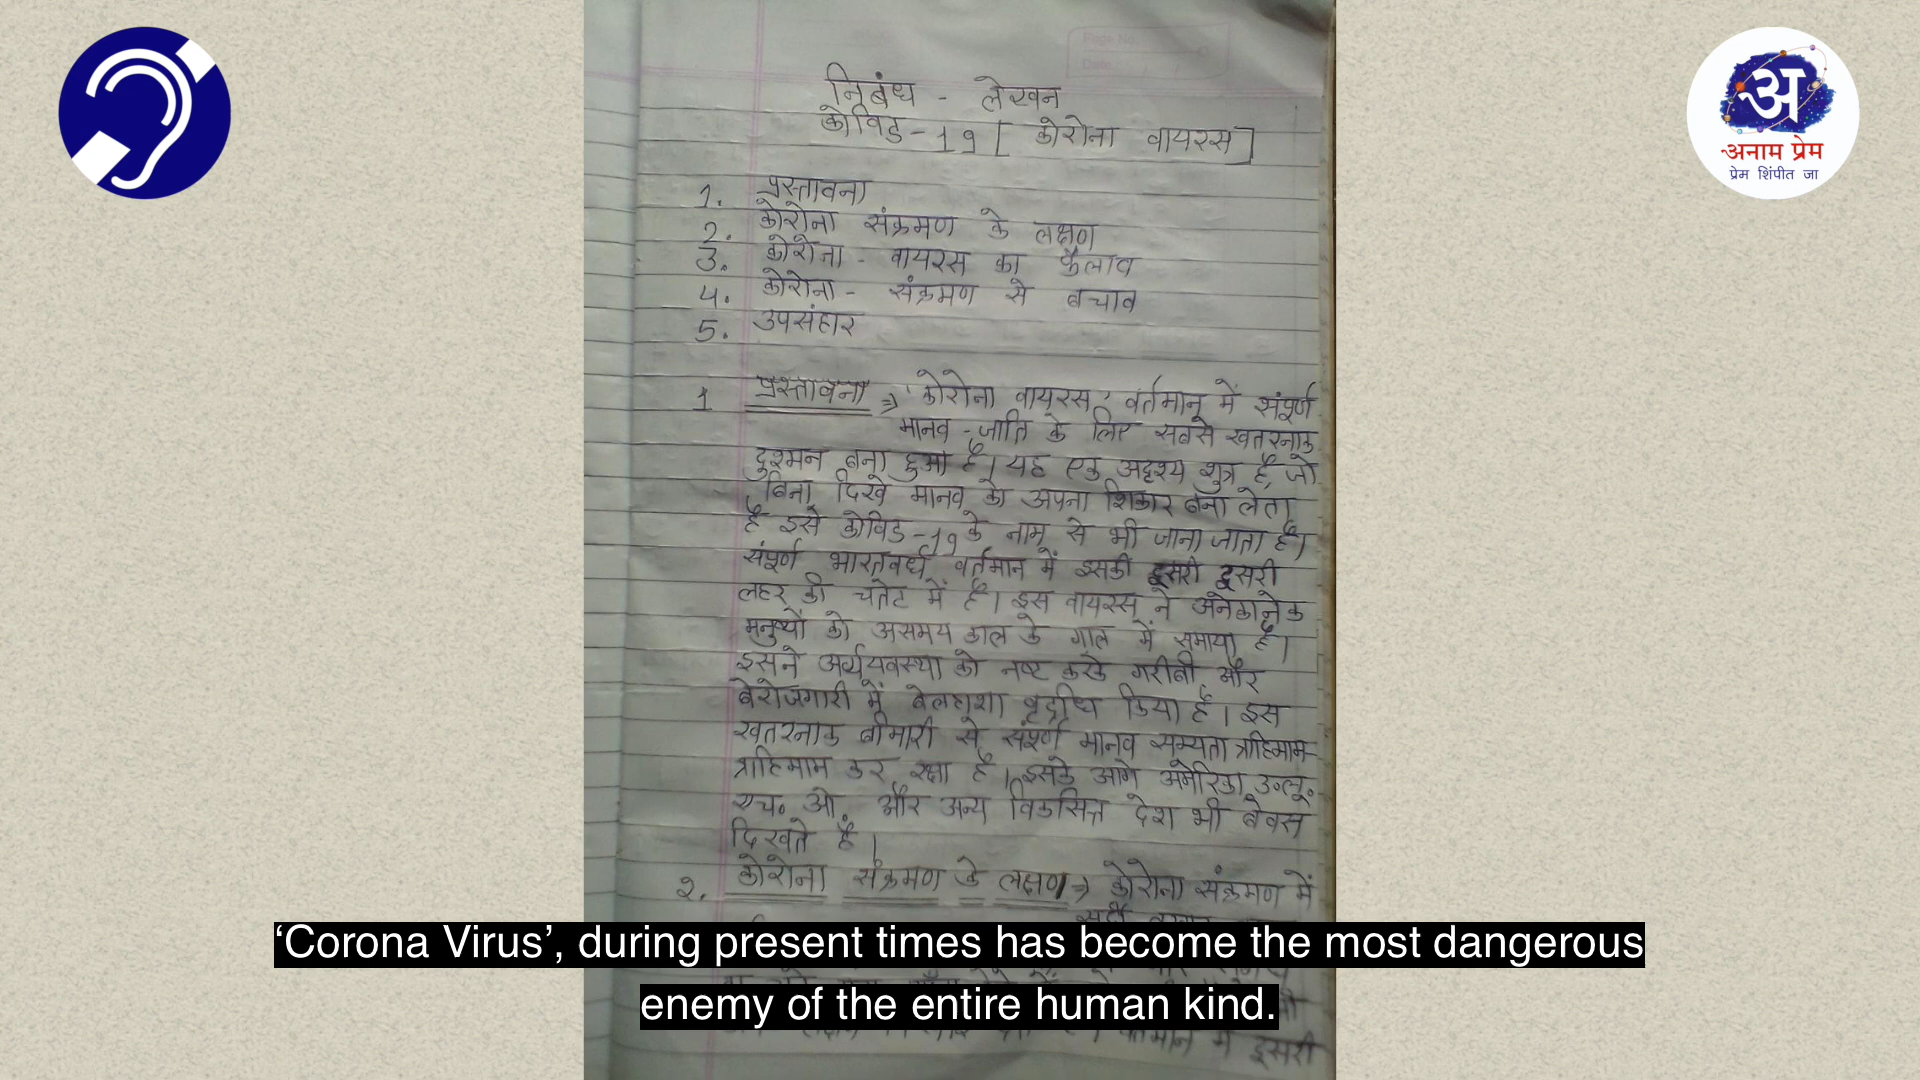 निबंध - लेखन
कोविड - 19 [ कोरोना वायरस ]
1. प्रस्तावना
2. कोरोना संक्रमण के लक्षण
3. कोरोना - वायरस का फैलाव
4. कोरोना - संक्रमण से बचाव
5. उपसंहार
1 प्रस्तावना ⇒ 'कोरोना वायरस' वर्तमान में संपूर्ण
मानव - जाति के लिए सबसे खतरनाक
दुश्मन बना हुआ है। यह एक अदृश्य शत्रु है, जो
बिना दिखे मानव को अपना शिकार बना लेता
है इसे कोविड - 19 के नाम से भी जाना जाता है।
संपूर्ण भारतवर्ष वर्तमान में इसकी दूसरी दूसरी
लहर की चपेट में है। इस वायरस ने अनेकानेक
मनुष्यों को असमय काल के गाल में समाया है।
इसने अर्थव्यवस्था को नष्ट करके गरीबी और
बेरोजगारी में बेतहाशा वृद्धि किया है। इस
खतरनाक बीमारी से संपूर्ण मानव सभ्यता त्राहिमाम-
त्राहिमाम कर रहा है। इसके आगे अमेरिका, डब्लू.
एच. ओ. और अन्य विकसित देश भी बेबस
दिखते है।
२. कोरोना संक्रमण के लक्षण ⇒ कोरोना संक्रमण में
वर्तमान में दूसरी
‘Corona Virus’, during present times has become the most dangerous
enemy of the entire human kind.
अ
अनाम प्रेम
प्रेम शिंपीत जा